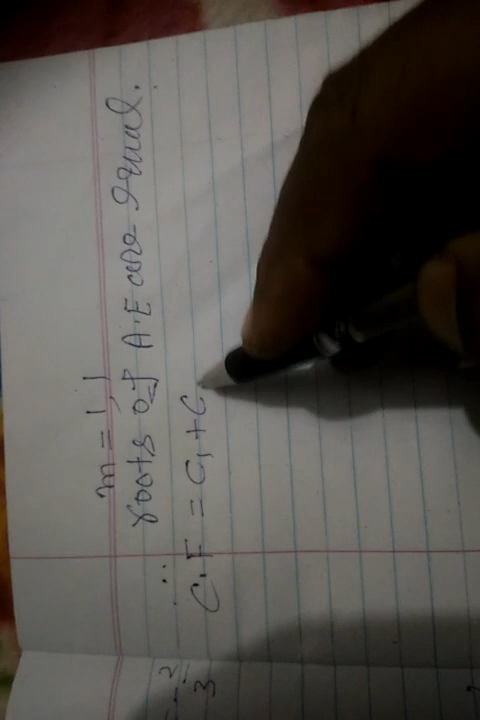 m = 1, 1
∴ roots of A.E are equal.
C.F = C₁ + C
2
3